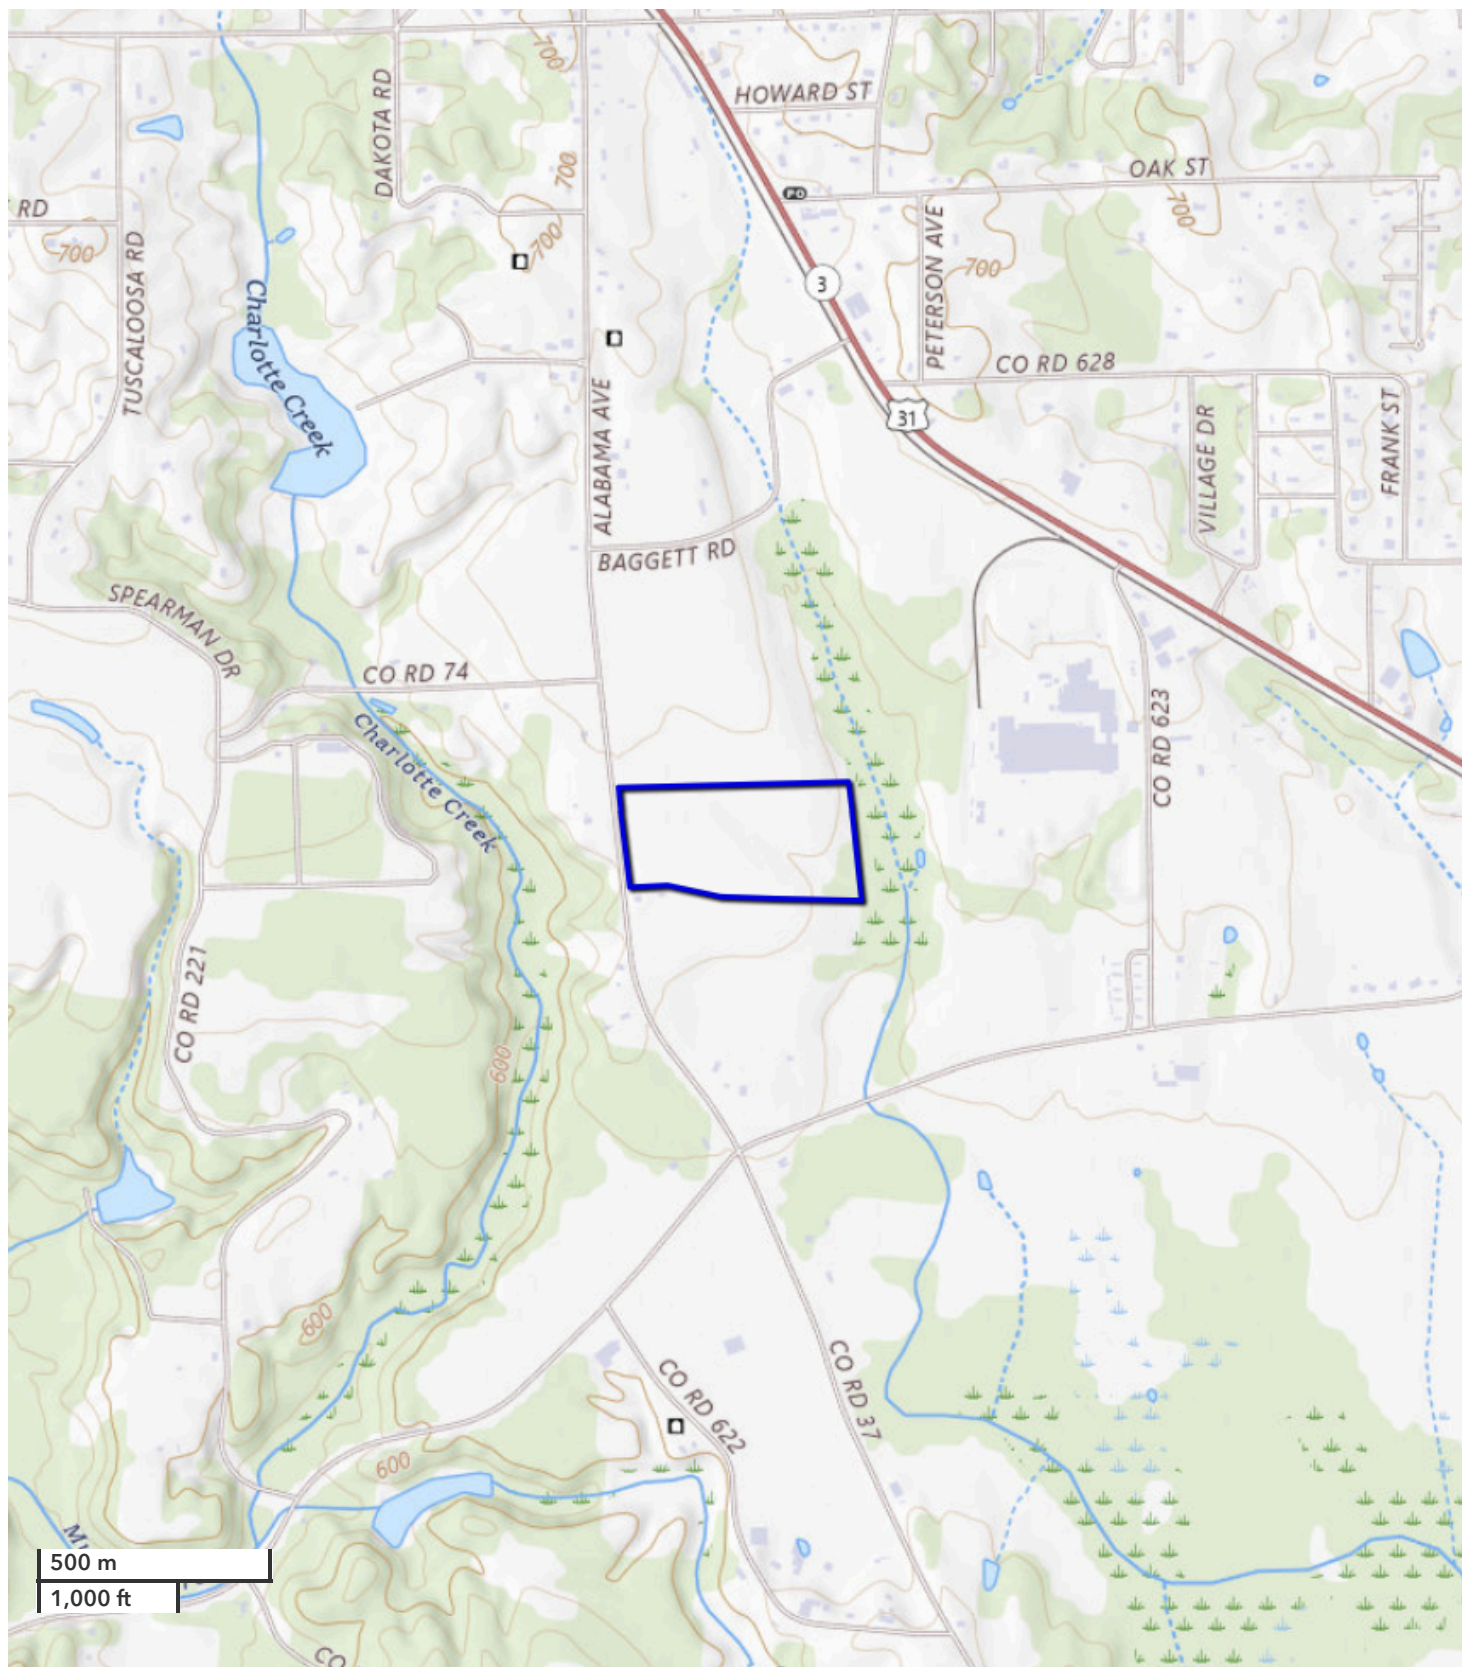 700
HOWARD ST
DAKOTA RD
700
OAK ST
PD
RD
700
700
700
TUSCALOOSA RD
PETERSON AVE
700
3
Charlotte Creek
CO RD 628
ALABAMA AVE
31
VILLAGE DR
FRANK ST
BAGGETT RD
SPEARMAN DR
CO RD 74
Charlotte Creek
CO RD 623
CO RD 221
600
600
CO RD 622
CO RD 37
600
500 m
1,000 ft
CO